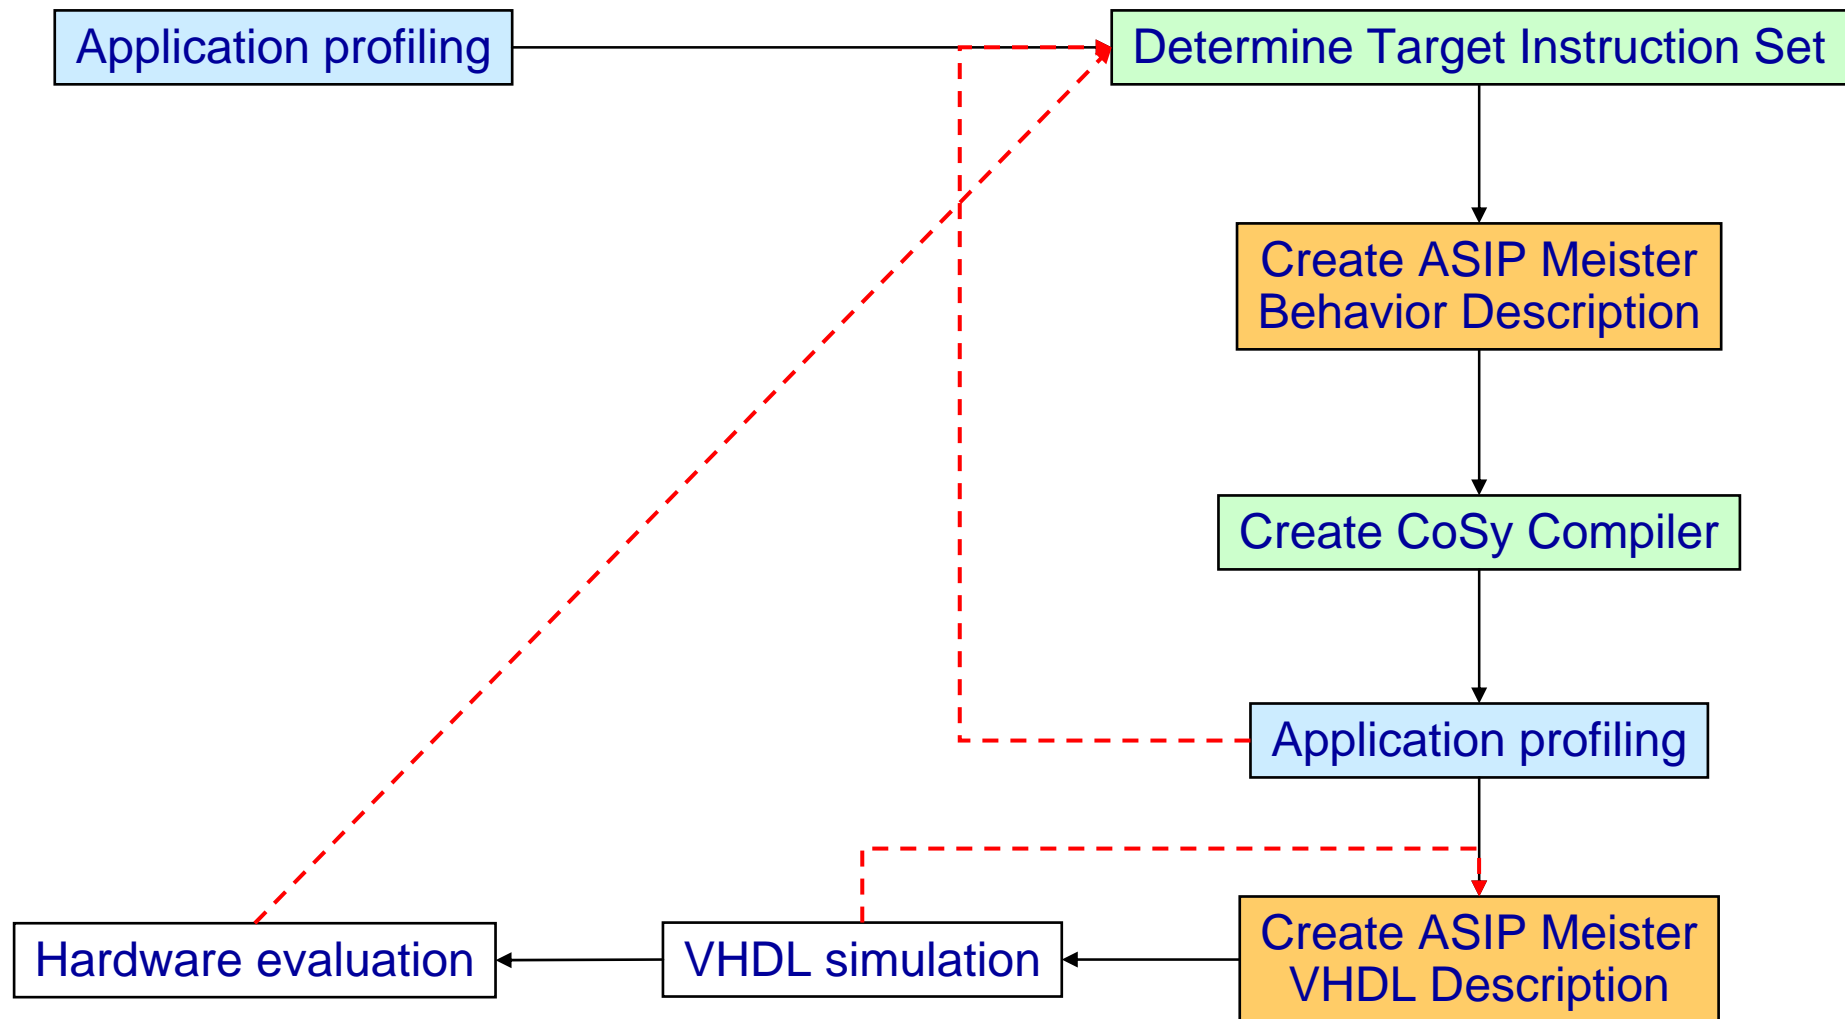 Application profiling
Determine Target Instruction Set
Create ASIP Meister
Behavior Description
Create CoSy Compiler
Application profiling
Create ASIP Meister
VHDL Description
VHDL simulation
Hardware evaluation